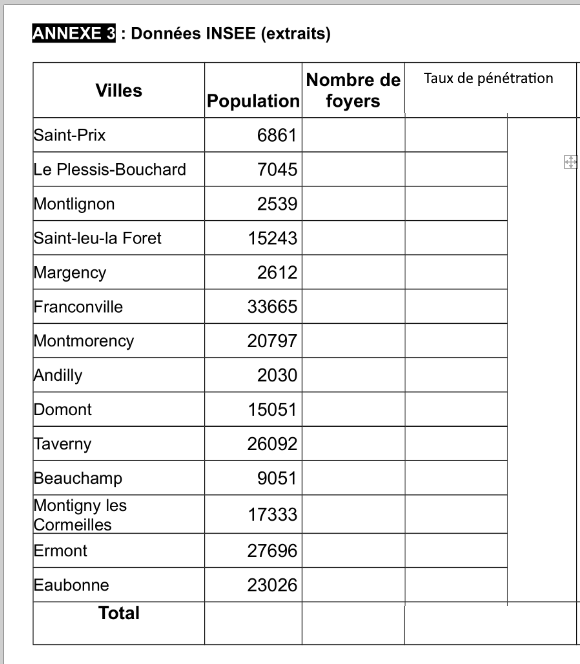 ANNEXE 3 : Données INSEE (extraits)
Villes Population Nombre de foyers Taux de pénétration
Saint-Prix 6861
Le Plessis-Bouchard 7045
Montlignon 2539
Saint-leu-la Foret 15243
Margency 2612
Franconville 33665
Montmorency 20797
Andilly 2030
Domont 15051
Taverny 26092
Beauchamp 9051
Montigny les
Cormeilles 17333
Ermont 27696
Eaubonne 23026
Total